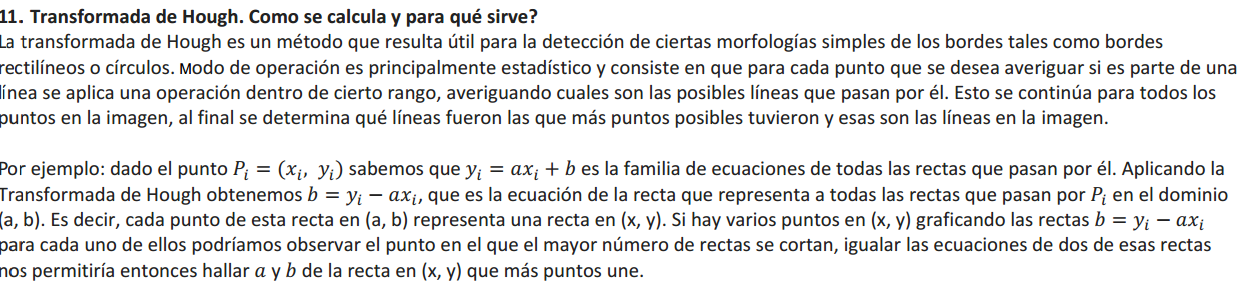 11. Transformada de Hough. Como se calcula y para qué sirve?
La transformada de Hough es un método que resulta útil para la detección de ciertas morfologías simples de los bordes tales como bordes
rectilíneos o círculos. Modo de operación es principalmente estadístico y consiste en que para cada punto que se desea averiguar si es parte de una
línea se aplica una operación dentro de cierto rango, averiguando cuales son las posibles líneas que pasan por él. Esto se continúa para todos los
puntos en la imagen, al final se determina qué líneas fueron las que más puntos posibles tuvieron y esas son las líneas en la imagen.
Por ejemplo: dado el punto Pᵢ = (xᵢ, yᵢ) sabemos que yᵢ = axᵢ + b es la familia de ecuaciones de todas las rectas que pasan por él. Aplicando la
Transformada de Hough obtenemos b = yᵢ − axᵢ, que es la ecuación de la recta que representa a todas las rectas que pasan por Pᵢ en el dominio
(a, b). Es decir, cada punto de esta recta en (a, b) representa una recta en (x, y). Si hay varios puntos en (x, y) graficando las rectas b = yᵢ − axᵢ
para cada uno de ellos podríamos observar el punto en el que el mayor número de rectas se cortan, igualar las ecuaciones de dos de esas rectas
nos permitiría entonces hallar a y b de la recta en (x, y) que más puntos une.